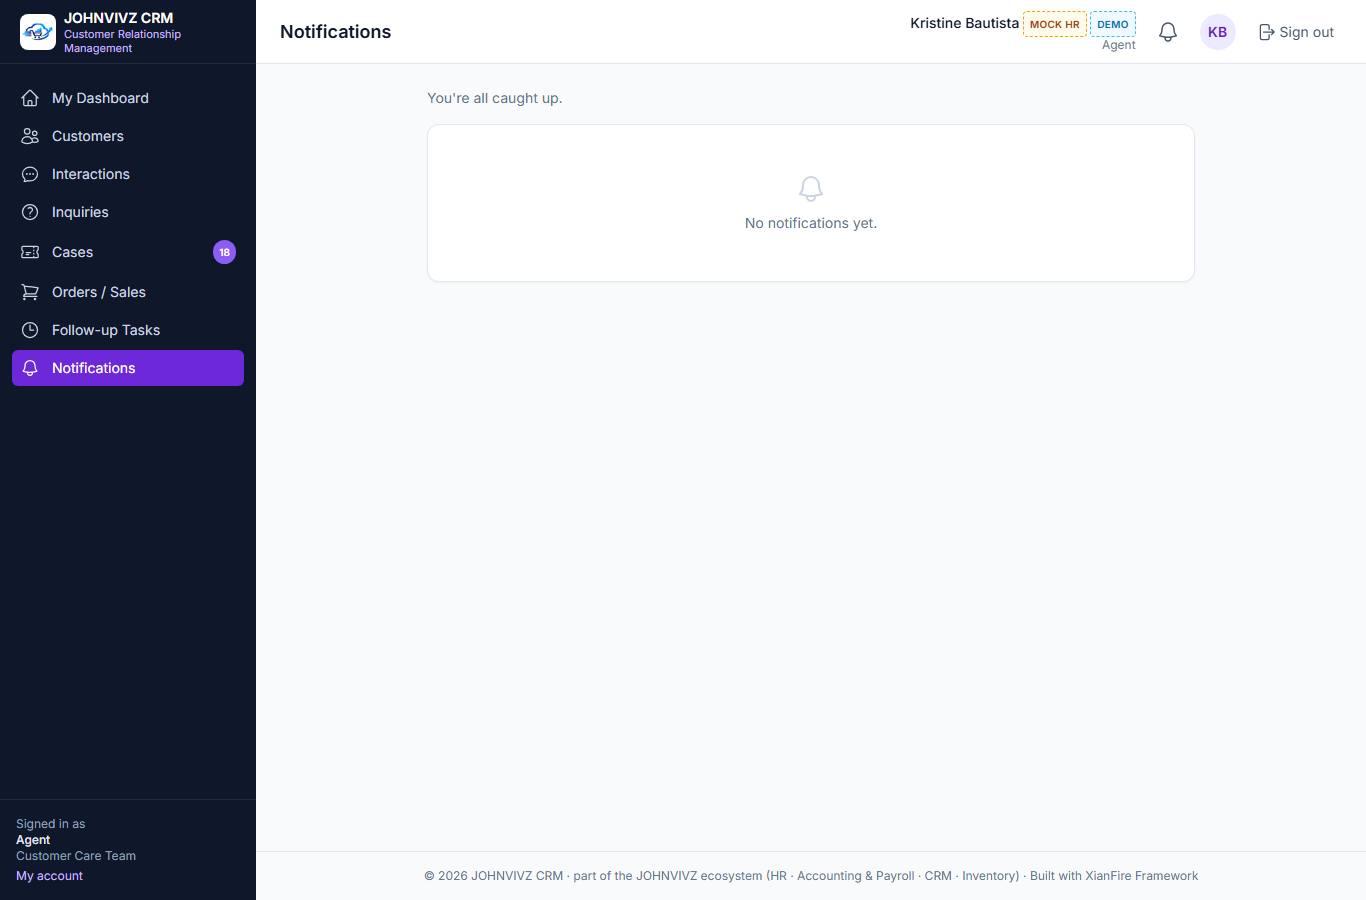 JOHNVIVZ CRM
Customer Relationship
Management
My Dashboard
Customers
Interactions
Inquiries
Cases 18
Orders / Sales
Follow-up Tasks
Notifications
Signed in as
Agent
Customer Care Team
My account
Notifications
Kristine Bautista MOCK HR DEMO
Agent
KB
Sign out
You're all caught up.
No notifications yet.
© 2026 JOHNVIVZ CRM · part of the JOHNVIVZ ecosystem (HR · Accounting & Payroll · CRM · Inventory) · Built with XianFire Framework